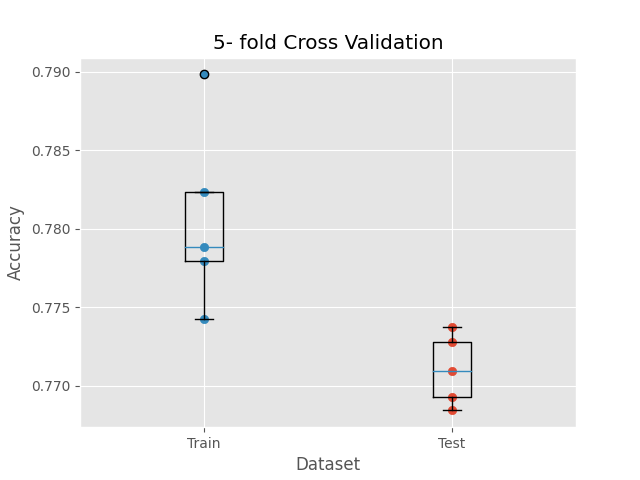 5- fold Cross Validation
0.790
0.785
0.780
0.775
0.770
Accuracy
Train
Test
Dataset